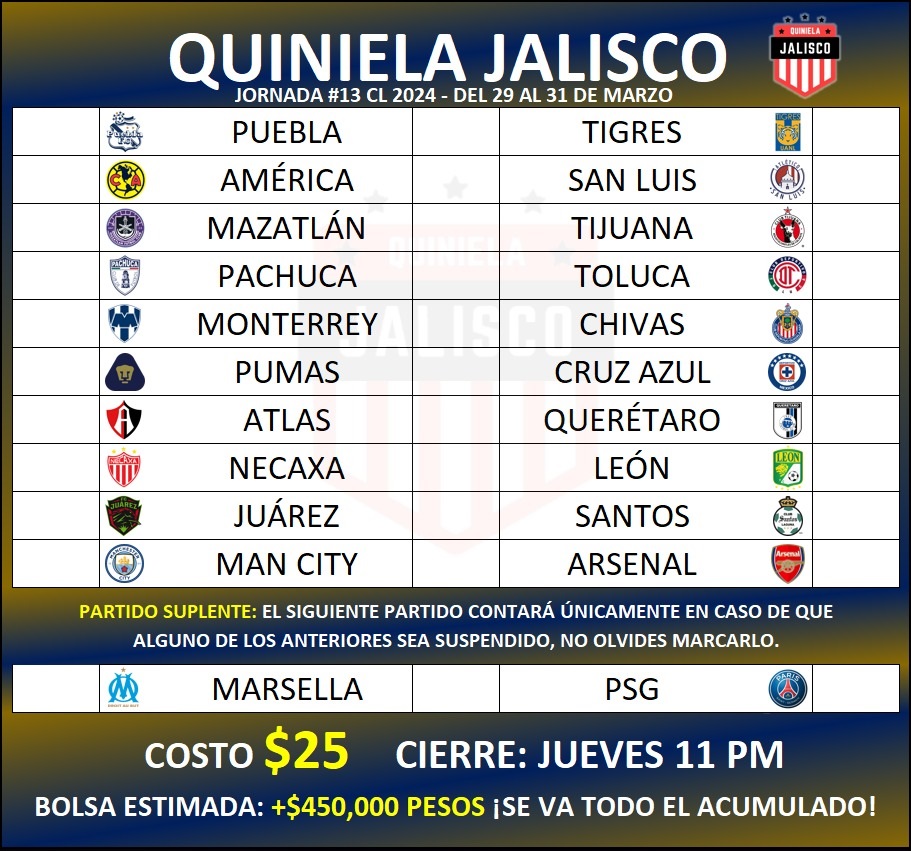 QUINIELA JALISCO
QUINIELA
JALISCO
JORNADA #13 CL 2024 - DEL 29 AL 31 DE MARZO
PUEBLA TIGRES
AMÉRICA SAN LUIS
MAZATLÁN TIJUANA
QUINIELA
PACHUCA TOLUCA
MONTERREY CHIVAS
JALISCO
PUMAS CRUZ AZUL
ATLAS QUERÉTARO
NECAXA LEÓN
JUÁREZ SANTOS
MAN CITY ARSENAL
PARTIDO SUPLENTE: EL SIGUIENTE PARTIDO CONTARÁ ÚNICAMENTE EN CASO DE QUE
ALGUNO DE LOS ANTERIORES SEA SUSPENDIDO, NO OLVIDES MARCARLO.
MARSELLA PSG
COSTO $25 CIERRE: JUEVES 11 PM
BOLSA ESTIMADA: +$450,000 PESOS ¡SE VA TODO EL ACUMULADO!